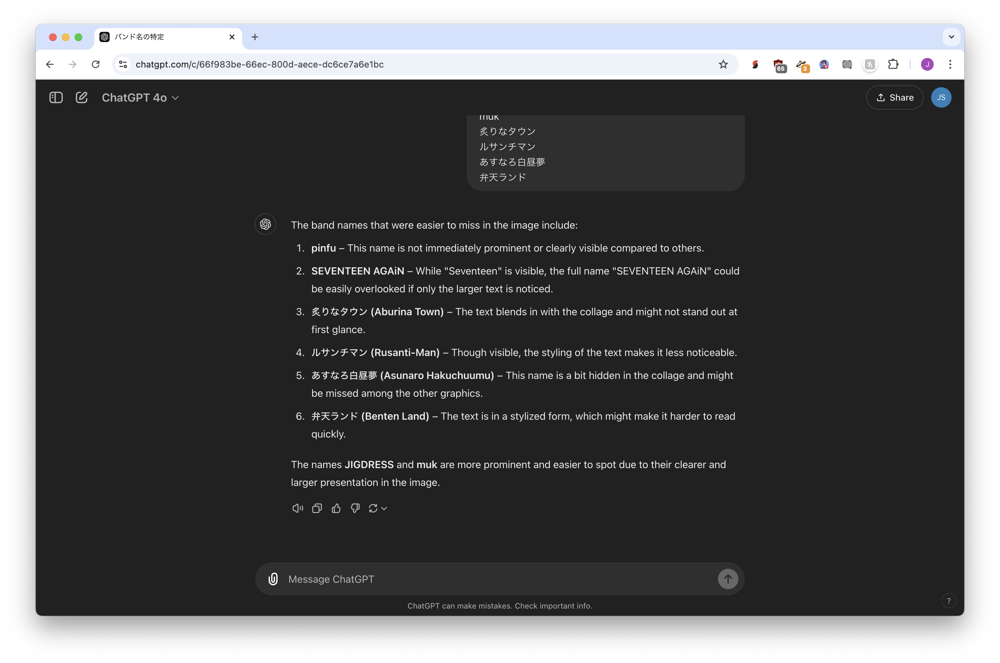 バンド名の特定
chatgpt.com/c/66f983be-66ec-800d-aece-dc6ce7a6e1bc
65
3
J
ChatGPT 4o
Share
JS
muk
炙りなタウン
ルサンチマン
あすなろ白昼夢
弁天ランド
The band names that were easier to miss in the image include:
1. pinfu – This name is not immediately prominent or clearly visible compared to others.
2. SEVENTEEN AGAiN – While "Seventeen" is visible, the full name "SEVENTEEN AGAiN" could
be easily overlooked if only the larger text is noticed.
3. 炙りなタウン (Aburina Town) – The text blends in with the collage and might not stand out at
first glance.
4. ルサンチマン (Rusanti-Man) – Though visible, the styling of the text makes it less noticeable.
5. あすなろ白昼夢 (Asunaro Hakuchuumu) – This name is a bit hidden in the collage and might
be missed among the other graphics.
6. 弁天ランド (Benten Land) – The text is in a stylized form, which might make it harder to read
quickly.
The names JIGDRESS and muk are more prominent and easier to spot due to their clearer and
larger presentation in the image.
Message ChatGPT
ChatGPT can make mistakes. Check important info.
?